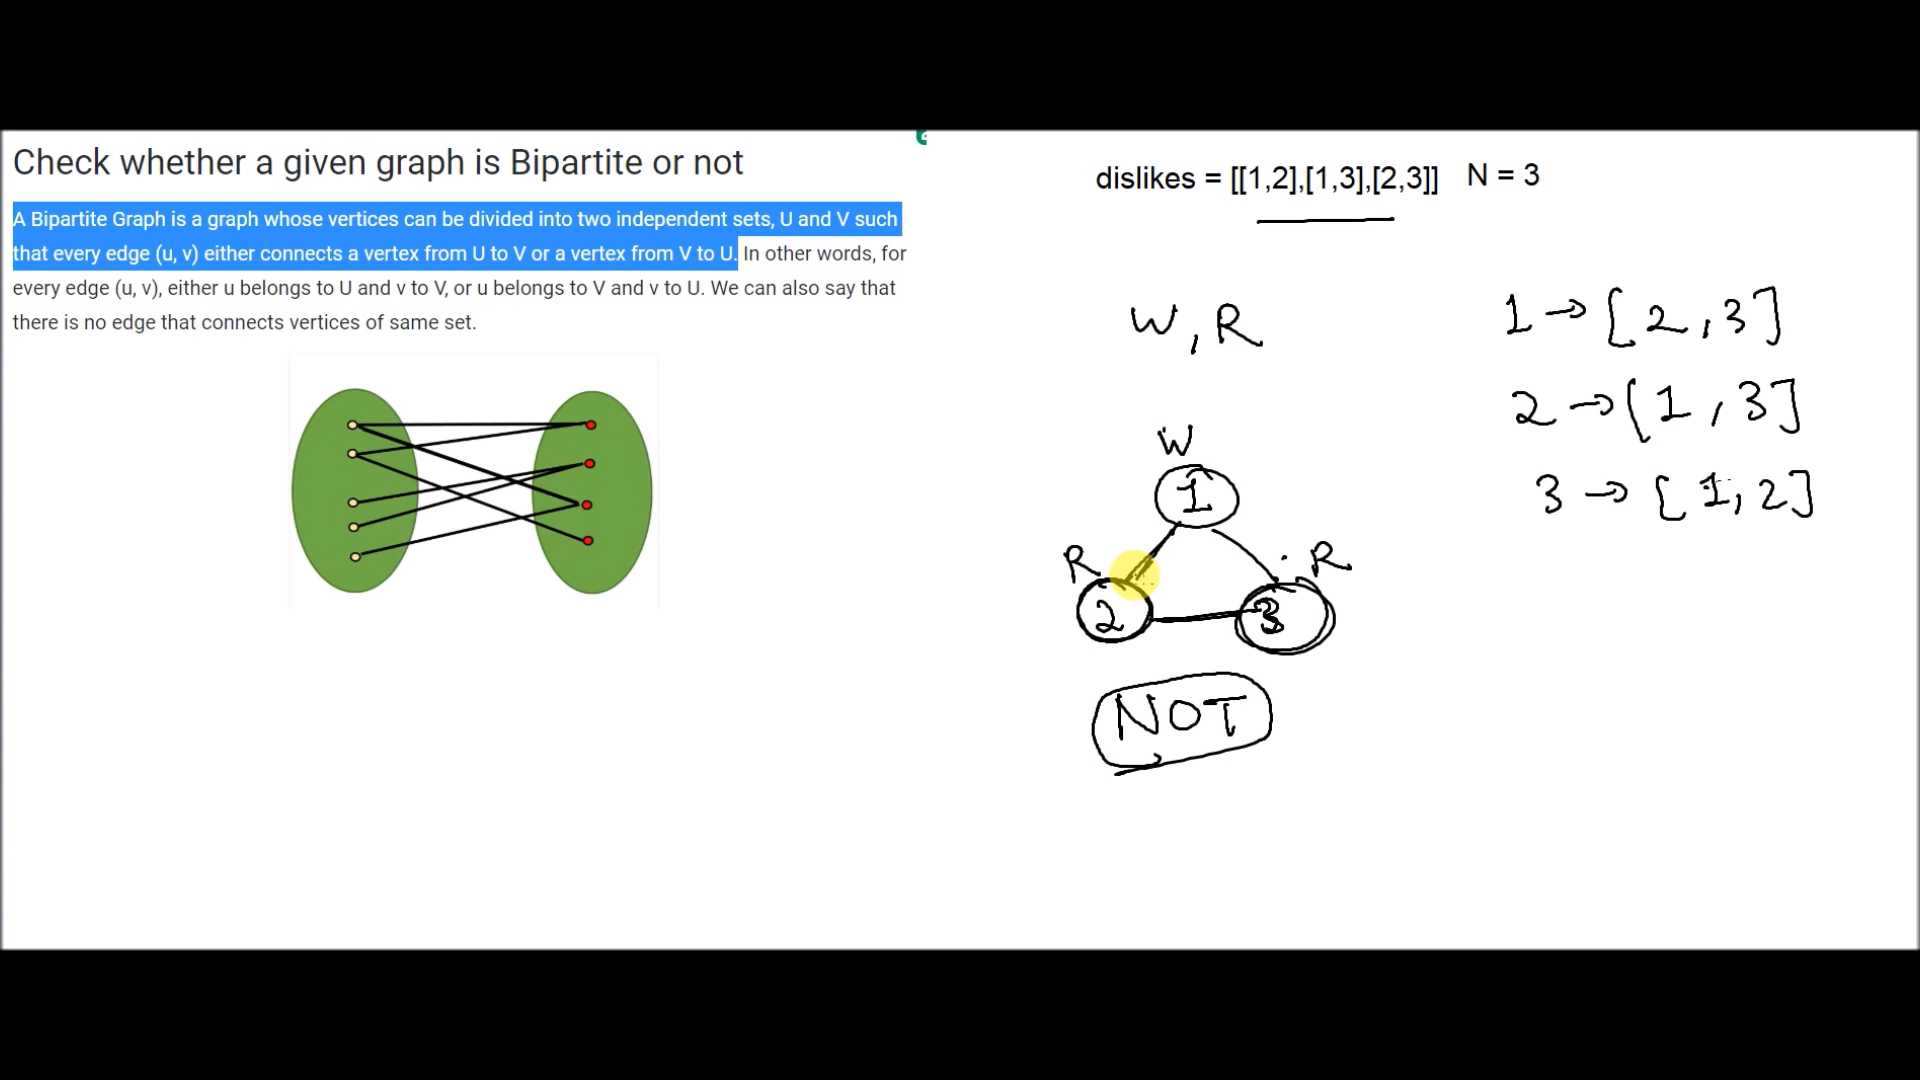 Check whether a given graph is Bipartite or not
A Bipartite Graph is a graph whose vertices can be divided into two independent sets, U and V such
that every edge (u, v) either connects a vertex from U to V or a vertex from V to U. In other words, for
every edge (u, v), either u belongs to U and v to V, or u belongs to V and v to U. We can also say that
there is no edge that connects vertices of same set.
dislikes = [[1,2],[1,3],[2,3]] N = 3
W, R
1 → [2, 3]
2 → [1, 3]
3 → [1, 2]
W
1
R
R
2
3
NOT